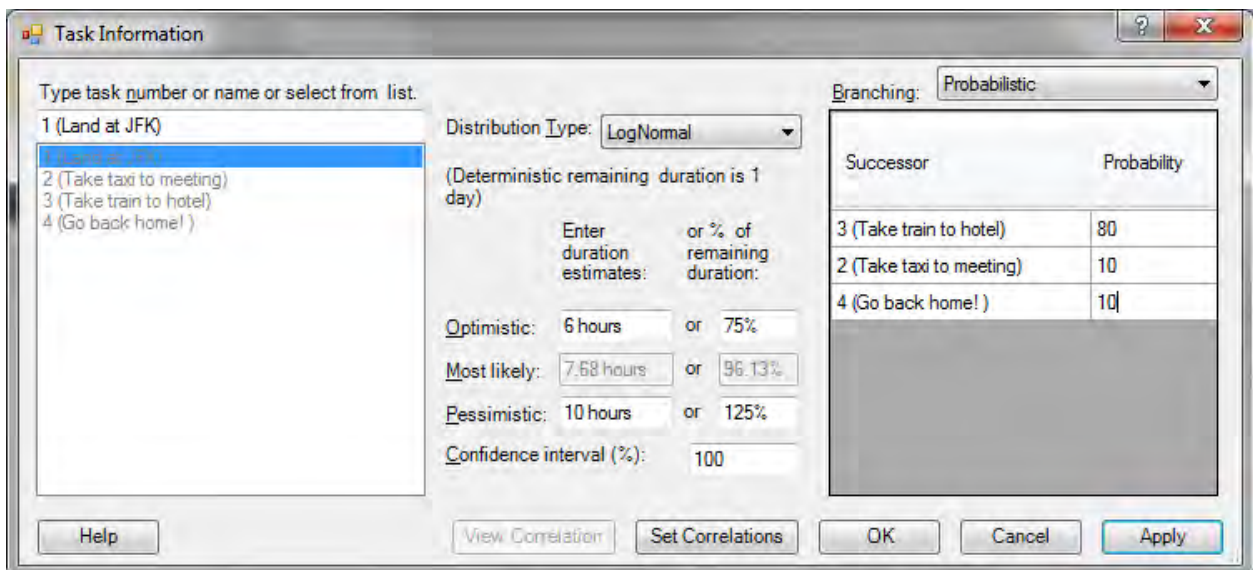 Task Information
Type task number or name or select from list.
1 (Land at JFK)
1 (Land at JFK)
2 (Take taxi to meeting)
3 (Take train to hotel)
4 (Go back home! )
Distribution Type: LogNormal
(Deterministic remaining duration is 1
day)
Enter
duration
estimates:
or % of
remaining
duration:
Optimistic: 6 hours or 75%
Most likely: 7.68 hours or 96.13%
Pessimistic: 10 hours or 125%
Confidence interval (%): 100
Branching: Probabilistic
Successor Probability
3 (Take train to hotel) 80
2 (Take taxi to meeting) 10
4 (Go back home! ) 10
Help View Correlation Set Correlations OK Cancel Apply